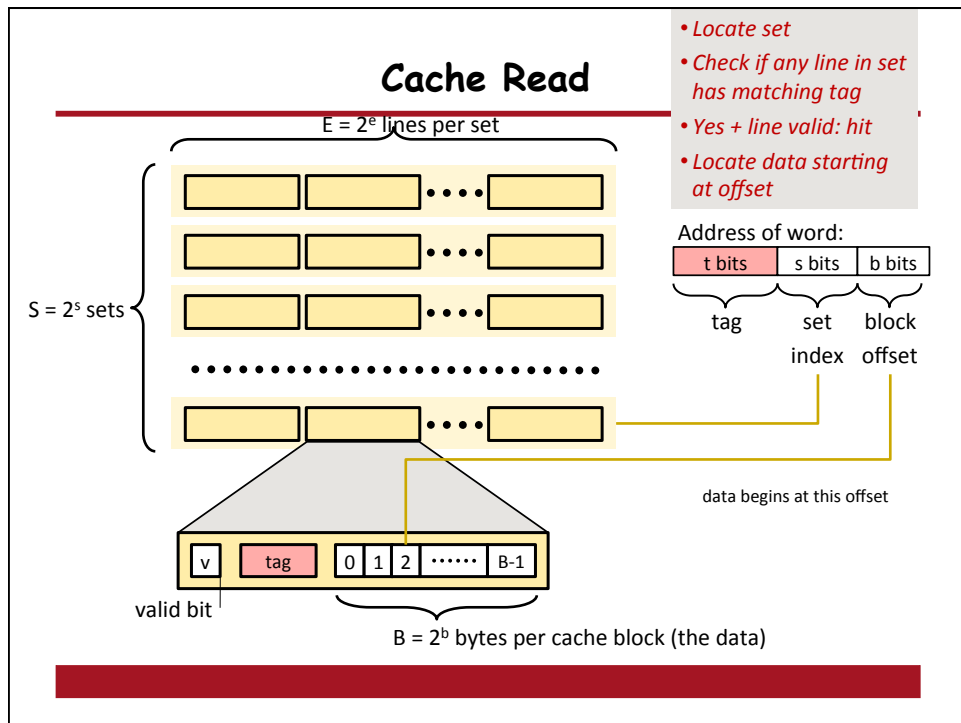 Cache Read
• Locate set
• Check if any line in set
has matching tag
• Yes + line valid: hit
• Locate data starting
at offset
E = 2ᵉ lines per set
S = 2ˢ sets
Address of word:
t bits s bits b bits
tag set block
index offset
data begins at this offset
v tag 0 1 2 •••••• B-1
valid bit
B = 2ᵇ bytes per cache block (the data)